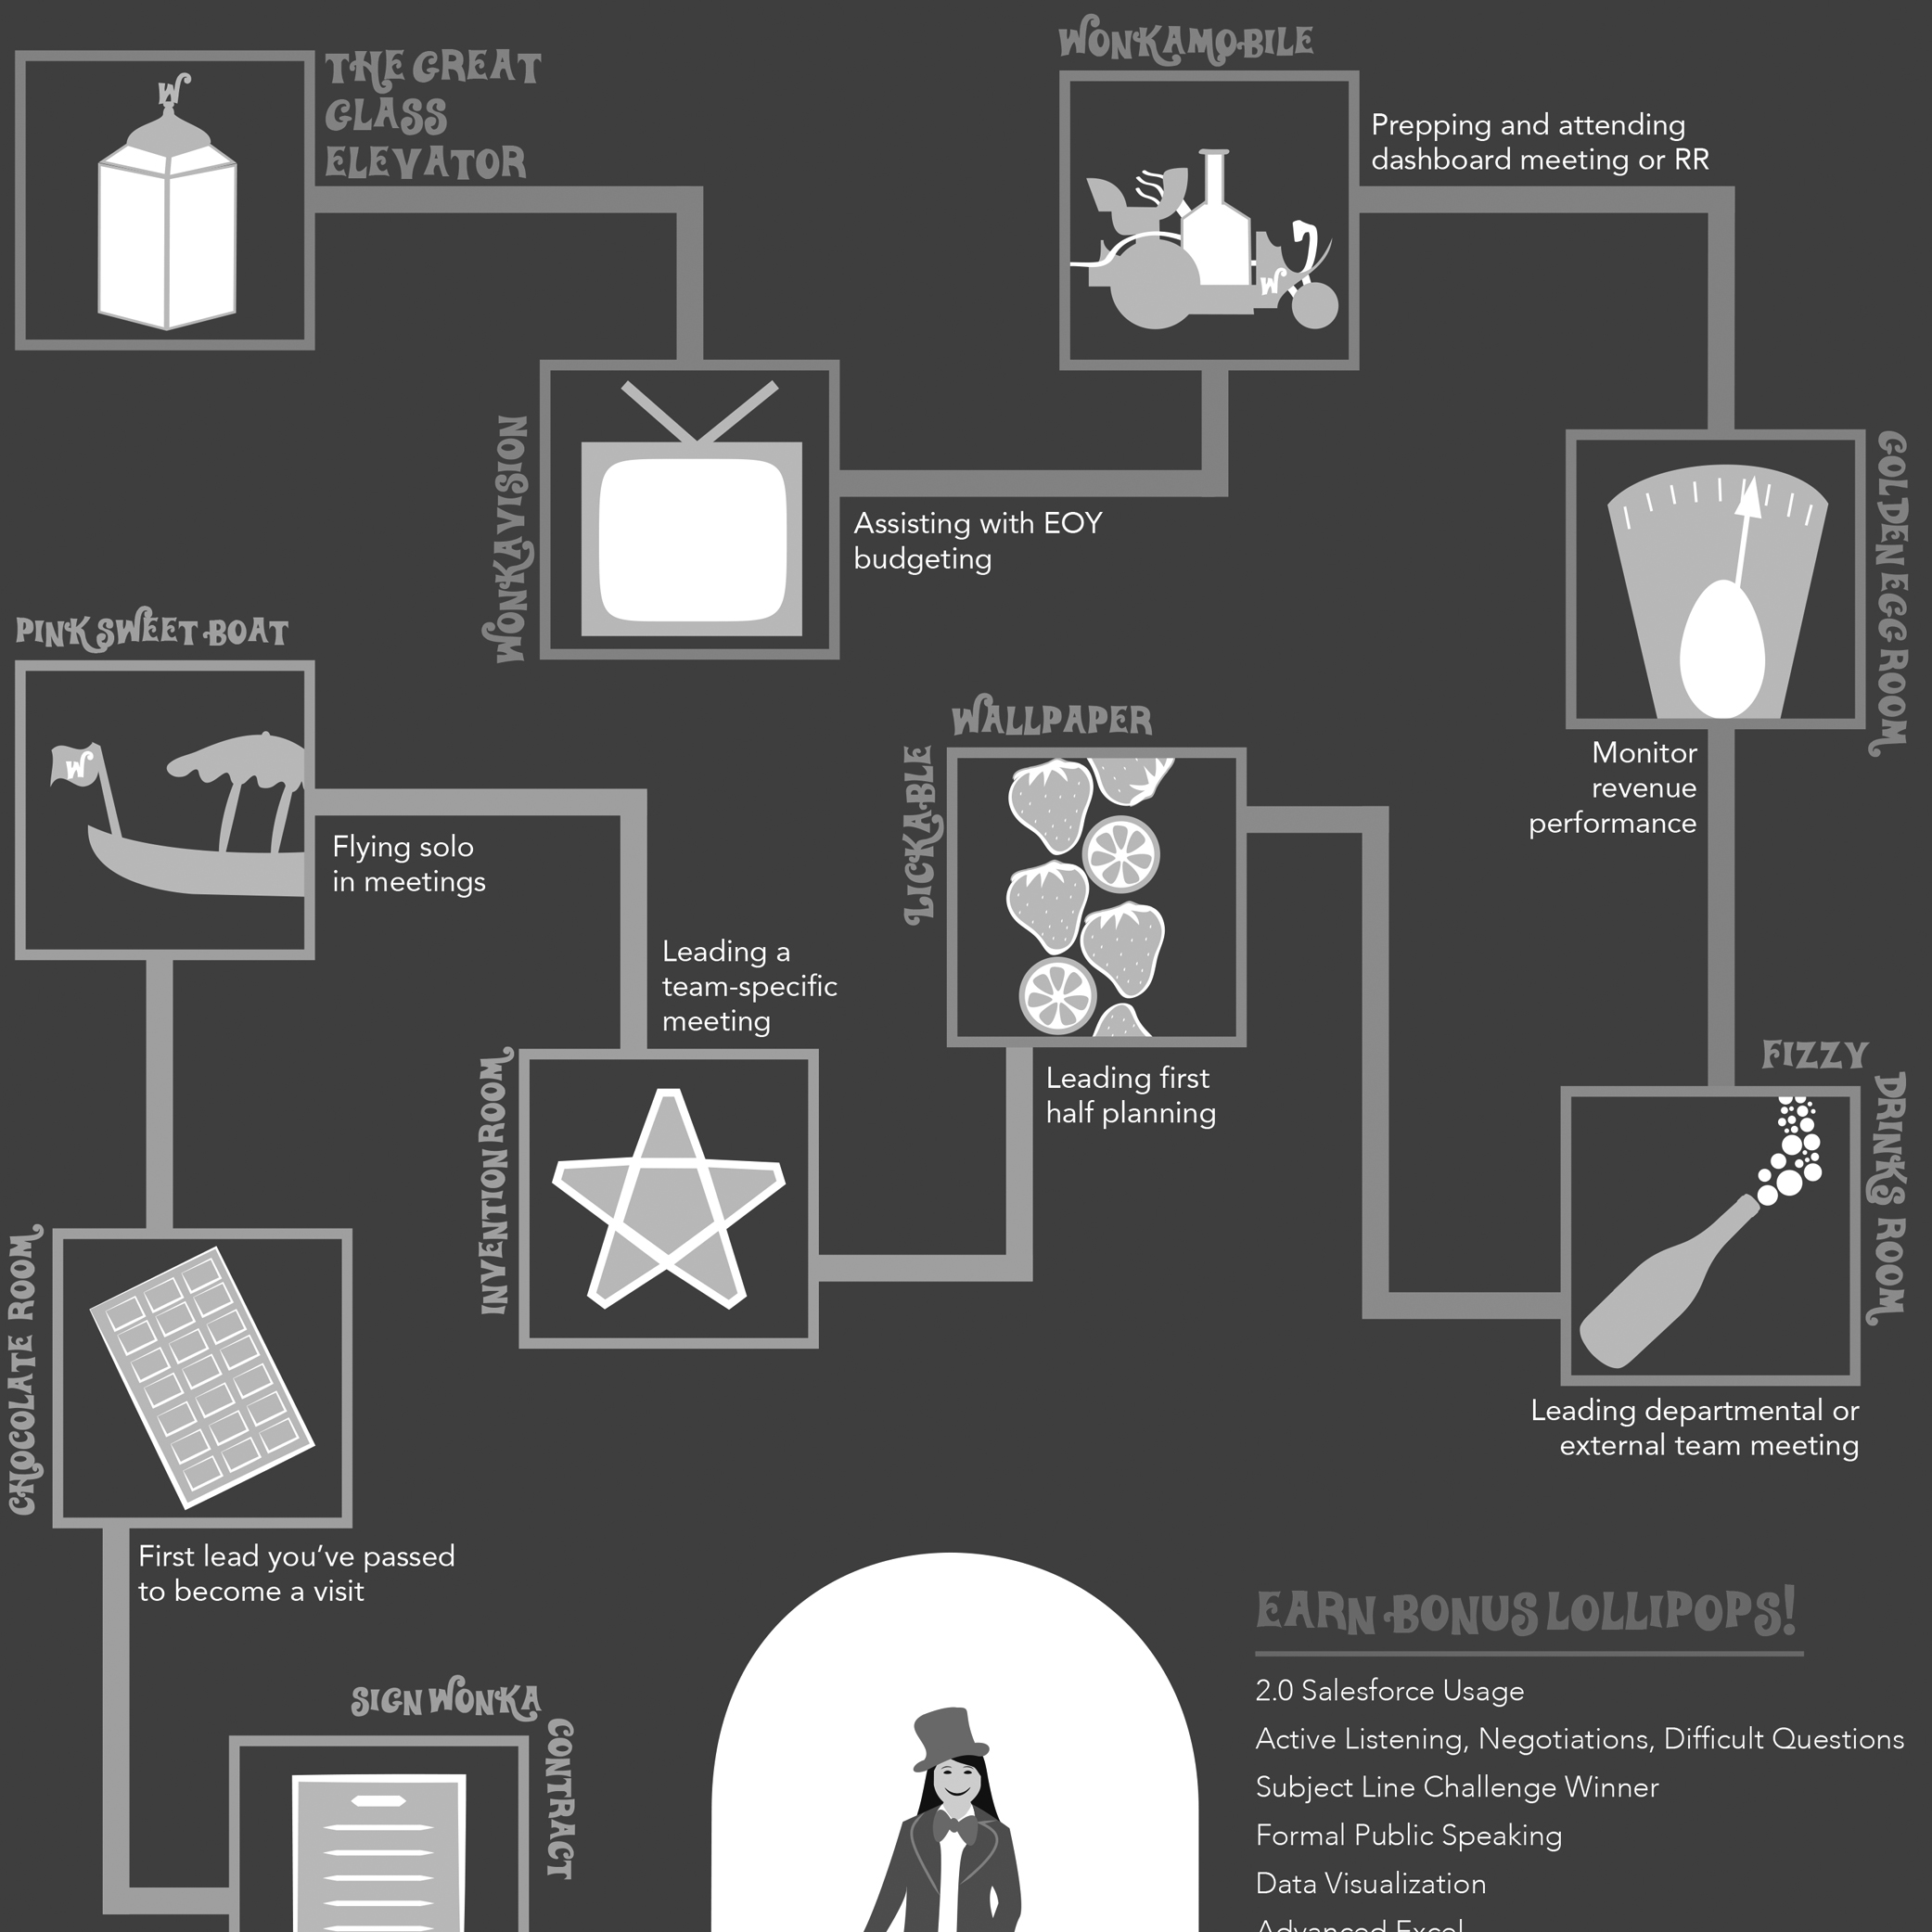 THE GREAT
GLASS
ELEVATOR
W
WONKAMOBILE
Prepping and attending
dashboard meeting or RR
W
WONKAVISION
Assisting with EOY
budgeting
GOLDEN EGG ROOM
Monitor
revenue
performance
PINK SWEET BOAT
W
Flying solo
in meetings
Leading a
team-specific
meeting
INVENTION ROOM
LICKABLE
WALLPAPER
Leading first
half planning
FIZZY
DRINKS ROOM
Leading departmental or
external team meeting
CHOCOLATE ROOM
First lead you’ve passed
to become a visit
SIGN WONKA
CONTRACT
EARN BONUS LOLLIPOPS!
2.0 Salesforce Usage
Active Listening, Negotiations, Difficult Questions
Subject Line Challenge Winner
Formal Public Speaking
Data Visualization
Advanced Excel